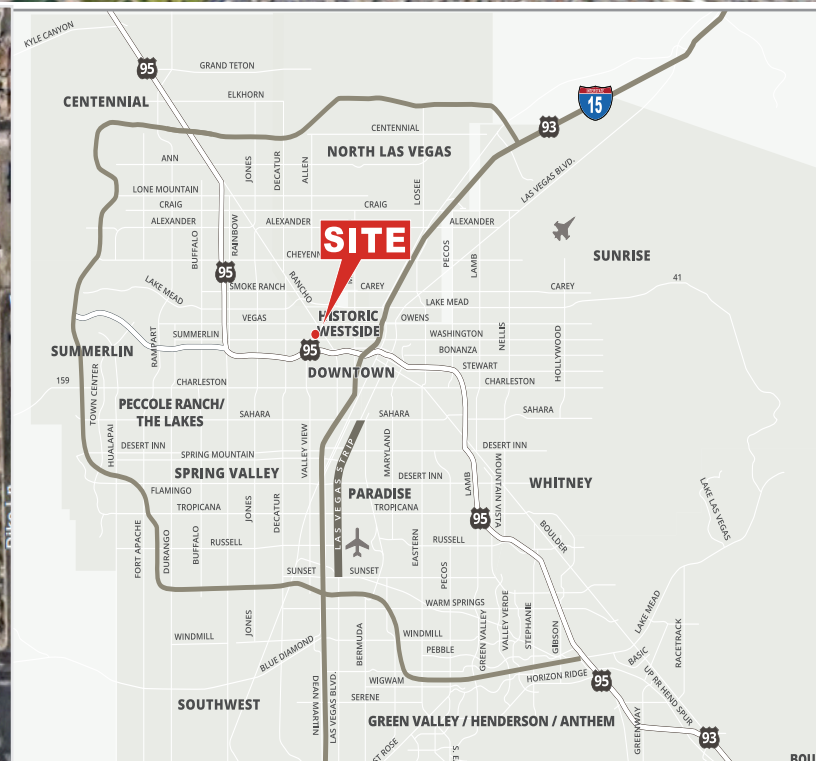 KYLE CANYON
95
GRAND TETON
ELKHORN
15
93
CENTENNIAL
CENTENNIAL
NORTH LAS VEGAS
ANN
JONES
DECATUR
ALLEN
LOSEE
LAS VEGAS BLVD.
LONE MOUNTAIN
CRAIG
CRAIG
ALEXANDER
ALEXANDER
ALEXANDER
BUFFALO
RAINBOW
SITE
PECOS
LAMB
SUNRISE
95
LAKE MEAD
SMOKE RANCH
RANCHO
CAREY
CAREY
41
LAKE MEAD
VEGAS
HISTORIC
WESTSIDE
OWENS
SUMMERLIN
WASHINGTON
NELLIS
HOLLYWOOD
RAMPART
SUMMERLIN
95
BONANZA
STEWART
DOWNTOWN
159
TOWN CENTER
CHARLESTON
CHARLESTON
PECCOLE RANCH/
THE LAKES
SAHARA
SAHARA
SAHARA
HUALAPAI
DESERT INN
SPRING MOUNTAIN
VALLEY VIEW
LAS VEGAS STRIP
MARYLAND
DESERT INN
SPRING VALLEY
DESERT INN
LAMB
MOUNTAIN VISTA
WHITNEY
FLAMINGO
PARADISE
TROPICANA
JONES
DECATUR
TROPICANA
LAKE LAS VEGAS
95
FORT APACHE
DURANGO
BUFFALO
RUSSELL
EASTERN
RUSSELL
BOULDER
SUNSET
SUNSET
PECOS
WARM SPRINGS
GREEN VALLEY
VALLEY VERDE
STEPHANIE
GIBSON
LAKE MEAD
RACETRACK
WINDMILL
JONES
BLUE DIAMOND
BERMUDA
WINDMILL
PEBBLE
BASIC
UP RR HEND SPUR
WIGWAM
HORIZON RIDGE
95
SOUTHWEST
DEAN MARTIN
LAS VEGAS BLVD.
SERENE
GREEN VALLEY / HENDERSON / ANTHEM
GREENWAY
93